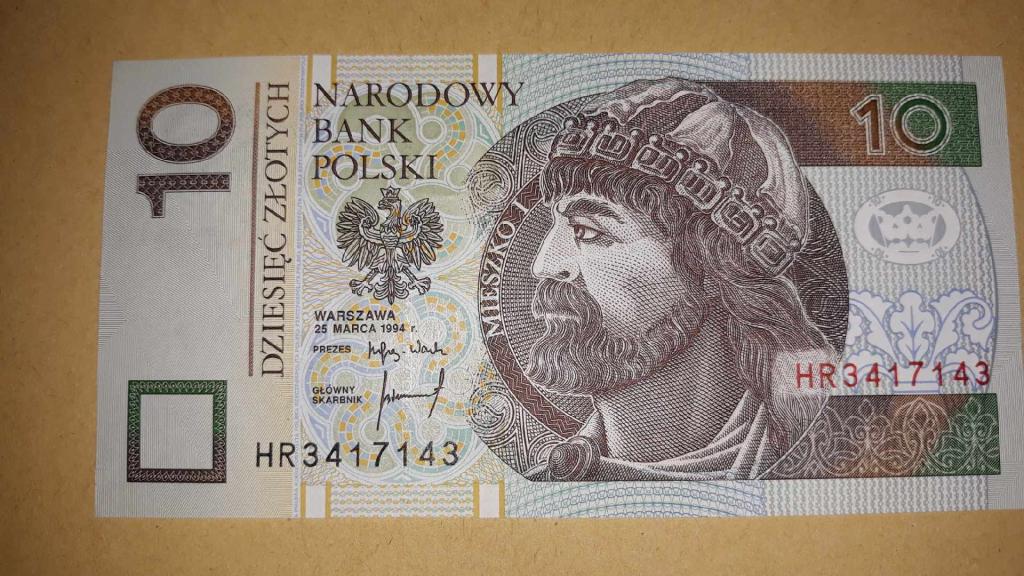 10
DZIESIĘĆ ZŁOTYCH
NARODOWY
BANK
POLSKI
WARSZAWA
25 MARCA 1994 r.
PREZES
GŁÓWNY
SKARBNIK
HR3417143
MIESZKO I
10
HR3417143